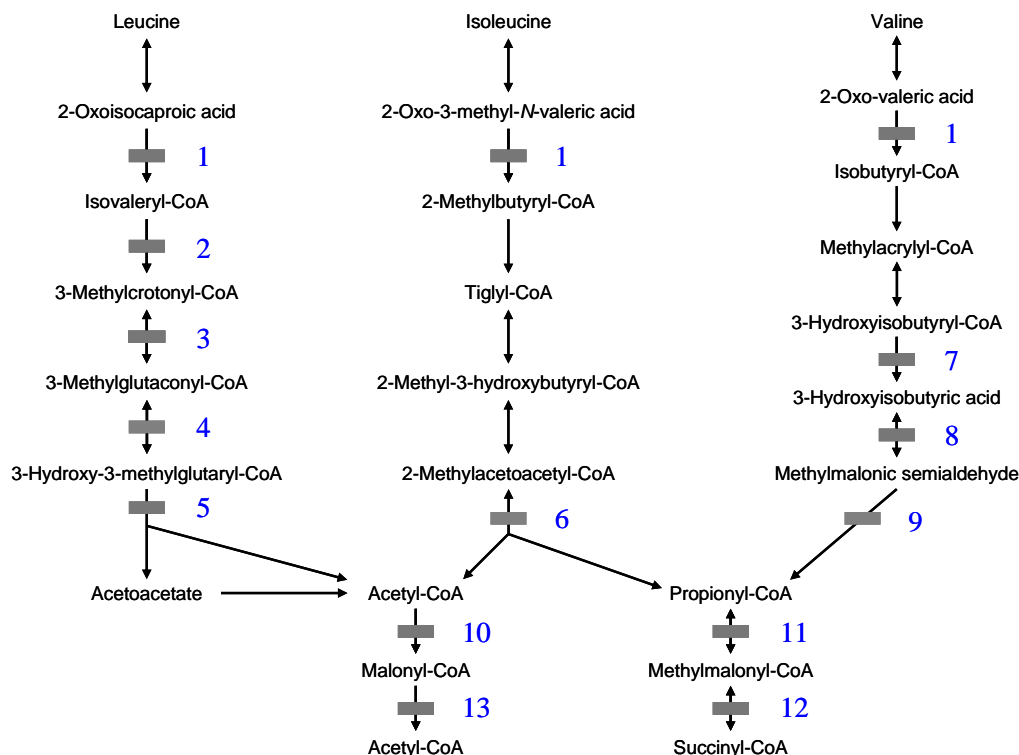 Leucine
Isoleucine
Valine
2-Oxoisocaproic acid
2-Oxo-3-methyl-N-valeric acid
2-Oxo-valeric acid
1
1
1
Isovaleryl-CoA
2-Methylbutyryl-CoA
Isobutyryl-CoA
2
Methylacrylyl-CoA
3-Methylcrotonyl-CoA
Tiglyl-CoA
3-Hydroxyisobutyryl-CoA
3
7
3-Methylglutaconyl-CoA
2-Methyl-3-hydroxybutyryl-CoA
3-Hydroxyisobutyric acid
4
8
3-Hydroxy-3-methylglutaryl-CoA
2-Methylacetoacetyl-CoA
Methylmalonic semialdehyde
5
6
9
Acetoacetate
Acetyl-CoA
Propionyl-CoA
10
11
Malonyl-CoA
Methylmalonyl-CoA
13
12
Acetyl-CoA
Succinyl-CoA